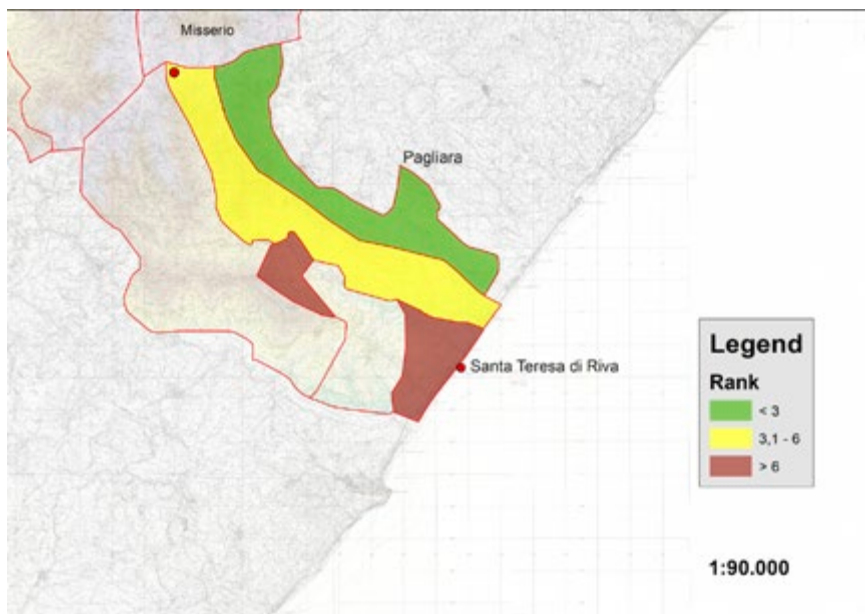 Misserio
Pagliara
Santa Teresa di Riva
Legend
Rank
< 3
3,1 - 6
> 6
1:90.000